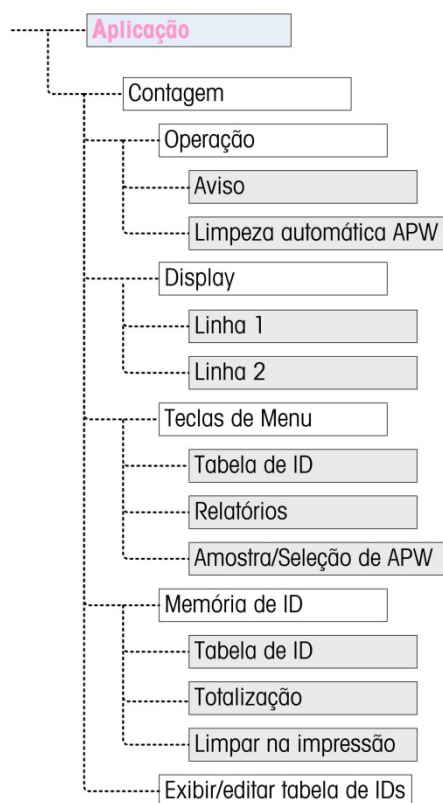 Aplicação
Contagem
Operação
Aviso
Limpeza automática APW
Display
Linha 1
Linha 2
Teclas de Menu
Tabela de ID
Relatórios
Amostra/Seleção de APW
Memória de ID
Tabela de ID
Totalização
Limpar na impressão
Exibir/editar tabela de IDs